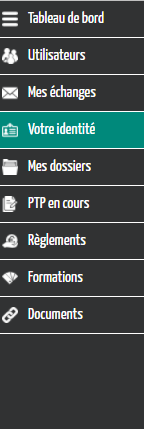 Tableau de bord
Utilisateurs
Mes échanges
Votre identité
Mes dossiers
PTP en cours
Règlements
Formations
Documents